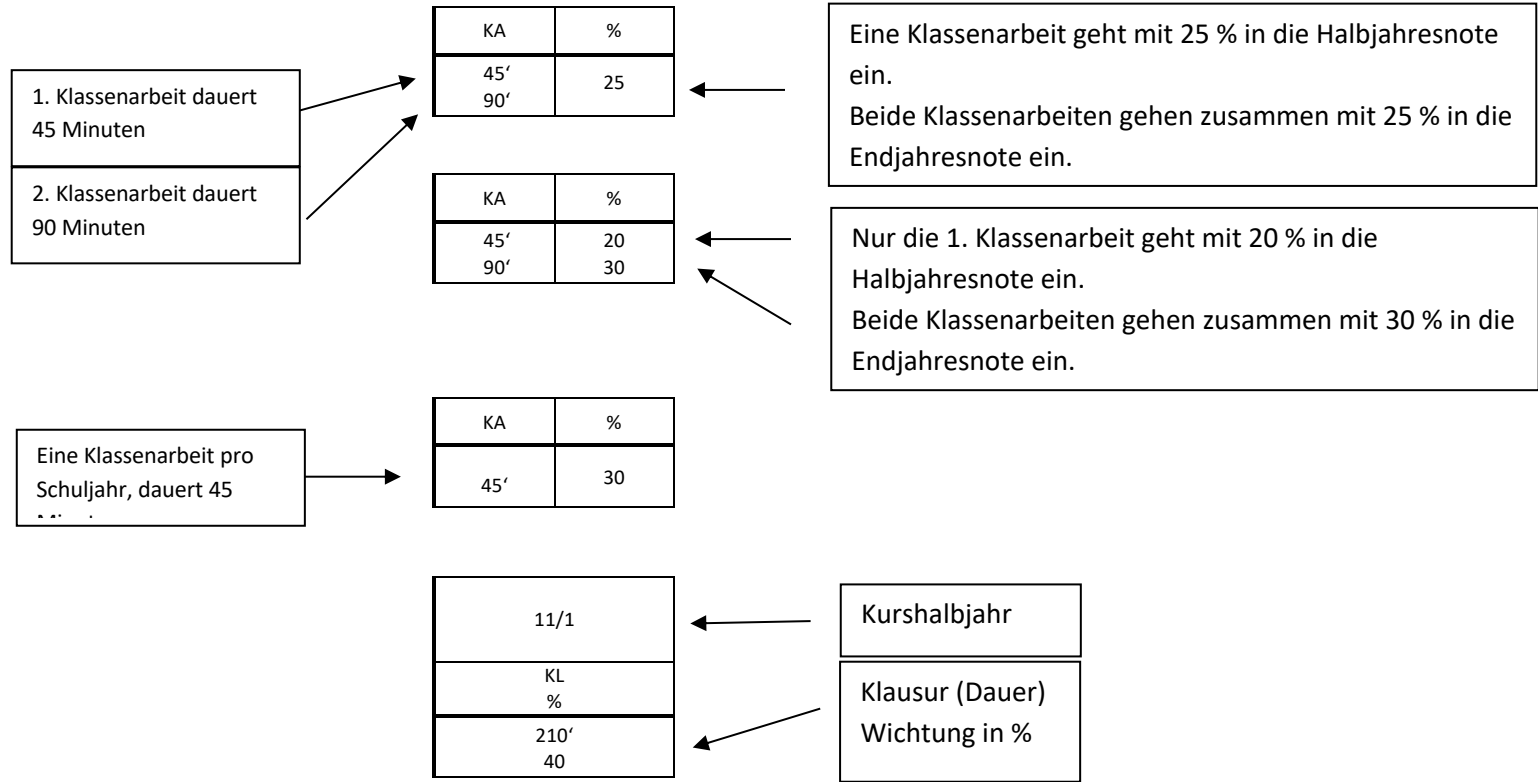 KA %
45‘ 25
90‘
1. Klassenarbeit dauert
45 Minuten
2. Klassenarbeit dauert
90 Minuten
Eine Klassenarbeit geht mit 25 % in die Halbjahresnote
ein.
Beide Klassenarbeiten gehen zusammen mit 25 % in die
Endjahresnote ein.
KA %
45‘ 20
90‘ 30
Nur die 1. Klassenarbeit geht mit 20 % in die
Halbjahresnote ein.
Beide Klassenarbeiten gehen zusammen mit 30 % in die
Endjahresnote ein.
Eine Klassenarbeit pro
Schuljahr, dauert 45
KA %
45‘ 30
11/1
KL
%
210‘
40
Kurshalbjahr
Klausur (Dauer)
Wichtung in %